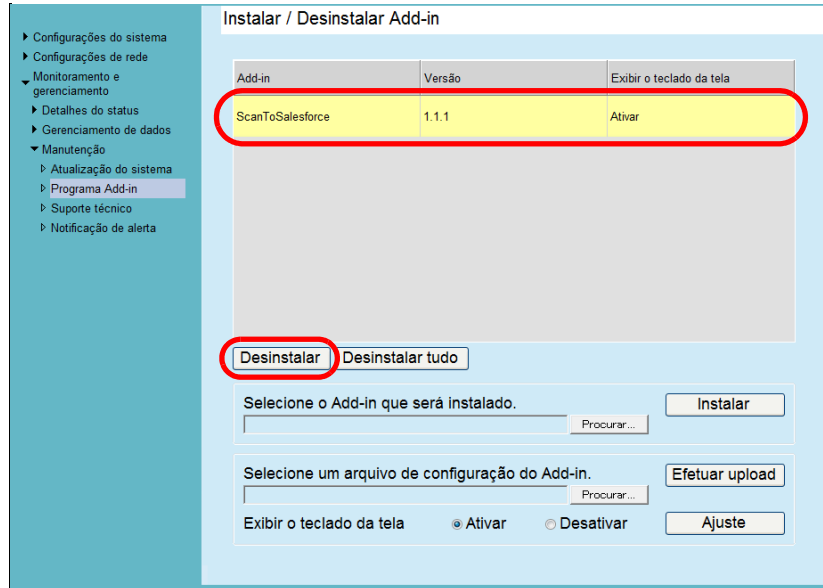 Instalar / Desinstalar Add-in
Configurações do sistema
Configurações de rede
Monitoramento e
gerenciamento
Detalhes do status
Gerenciamento de dados
Manutenção
Atualização do sistema
Programa Add-in
Suporte técnico
Notificação de alerta
Add-in Versão Exibir o teclado da tela
ScanToSalesforce 1.1.1 Ativar
Desinstalar Desinstalar tudo
Selecione o Add-in que será instalado. Instalar
Procurar...
Selecione um arquivo de configuração do Add-in. Efetuar upload
Procurar...
Exibir o teclado da tela Ativar Desativar Ajuste